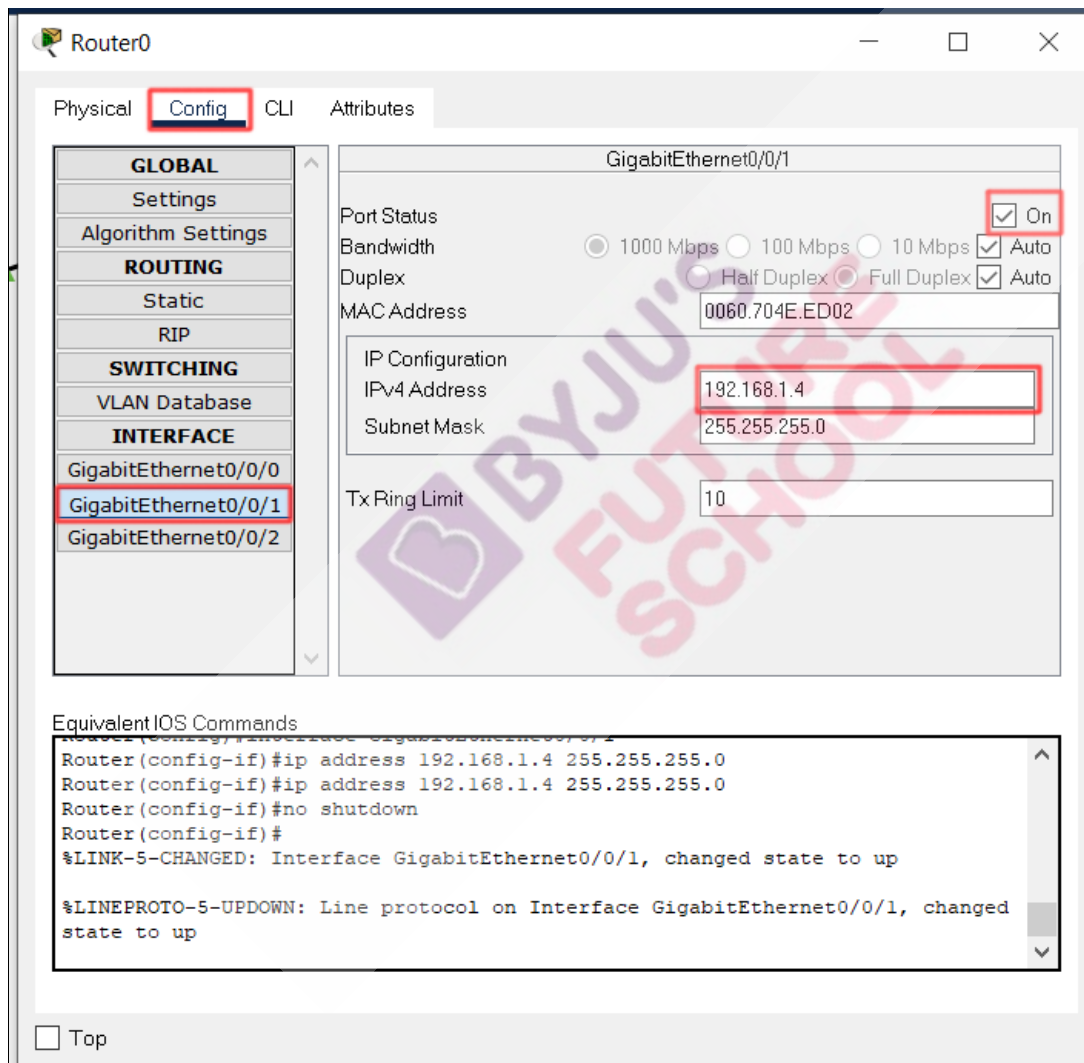 Router0
Physical Config CLI Attributes
GLOBAL
Settings
Algorithm Settings
ROUTING
Static
RIP
SWITCHING
VLAN Database
INTERFACE
GigabitEthernet0/0/0
GigabitEthernet0/0/1
GigabitEthernet0/0/2
GigabitEthernet0/0/1
Port Status On
Bandwidth 1000 Mbps 100 Mbps 10 Mbps Auto
Duplex Half Duplex Full Duplex Auto
MAC Address 0060.704E.ED02
IP Configuration
IPv4 Address 192.168.1.4
Subnet Mask 255.255.255.0
Tx Ring Limit 10
BYJU'S
FUTURE
SCHOOL
Equivalent IOS Commands
Router(config)#interface GigabitEthernet0/0/1
Router(config-if)#ip address 192.168.1.4 255.255.255.0
Router(config-if)#ip address 192.168.1.4 255.255.255.0
Router(config-if)#no shutdown
Router(config-if)#
%LINK-5-CHANGED: Interface GigabitEthernet0/0/1, changed state to up
%LINEPROTO-5-UPDOWN: Line protocol on Interface GigabitEthernet0/0/1, changed
state to up
Top